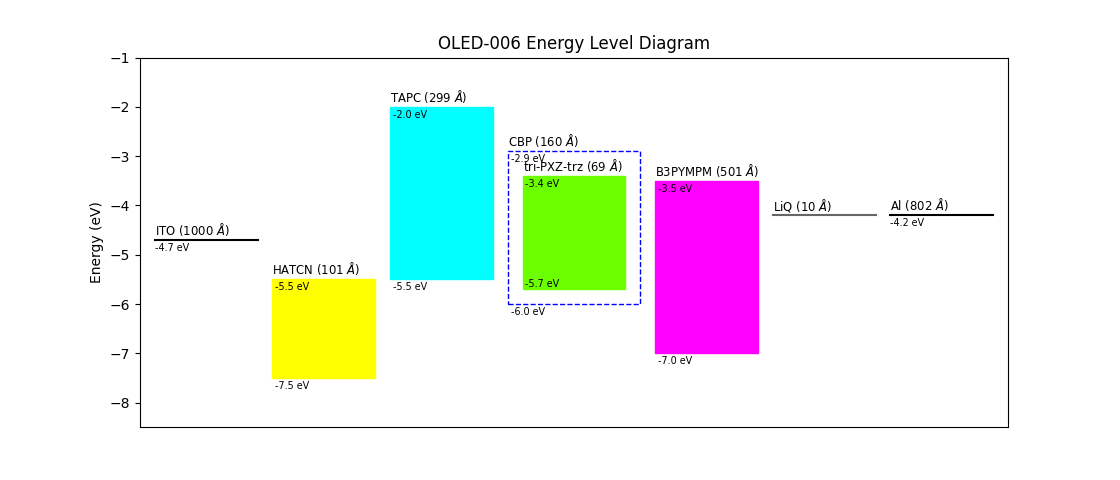 OLED-006 Energy Level Diagram
Energy (eV)
−1
−2
−3
−4
−5
−6
−7
−8
ITO (1000 Å)
-4.7 eV
HATCN (101 Å)
-5.5 eV
-7.5 eV
TAPC (299 Å)
-2.0 eV
-5.5 eV
CBP (160 Å)
-2.9 eV
tri-PXZ-trz (69 Å)
-3.4 eV
-5.7 eV
-6.0 eV
B3PYMPM (501 Å)
-3.5 eV
-7.0 eV
LiQ (10 Å)
Al (802 Å)
-4.2 eV